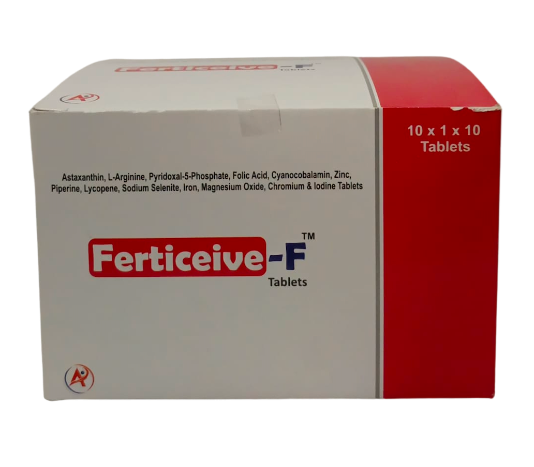 Ferticeive-F
Tablets
10 x 1 x 10
Tablets
Astaxanthin, L-Arginine, Pyridoxal-5-Phosphate, Folic Acid, Cyanocobalamin, Zinc,
Piperine, Lycopene, Sodium Selenite, Iron, Magnesium Oxide, Chromium & Iodine Tablets
Ferticeive-F™
Tablets